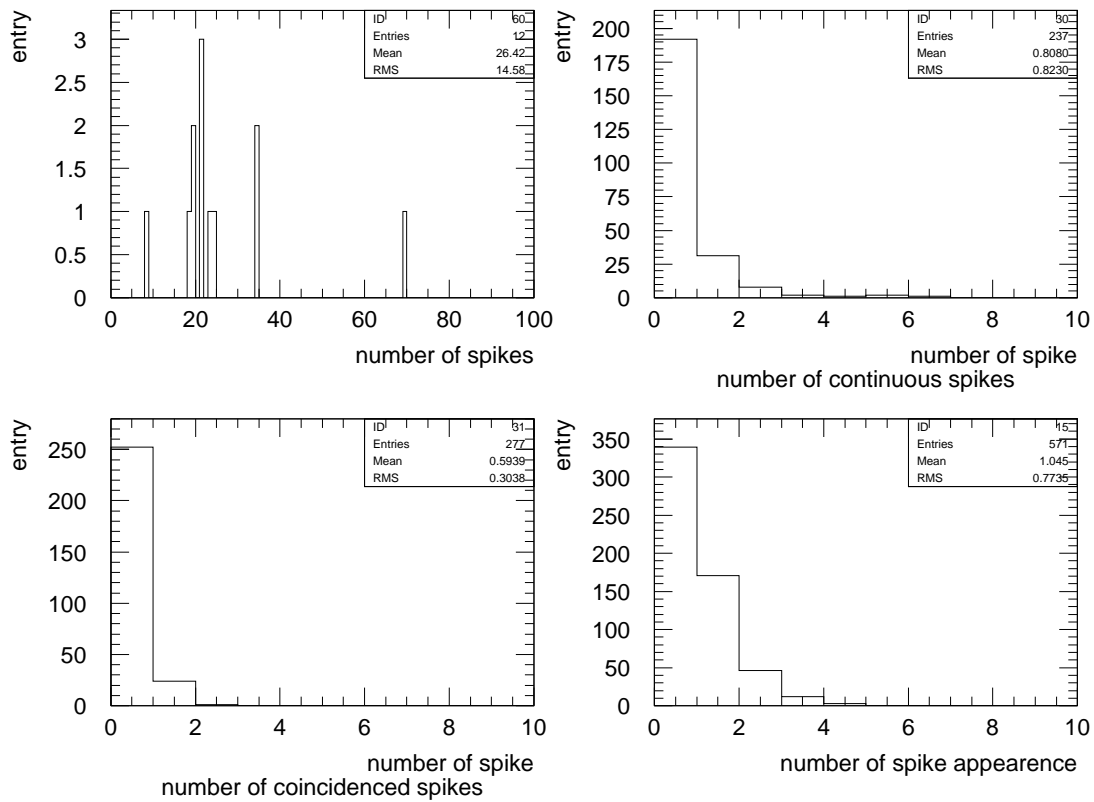 entry
ID 60
Entries 12
Mean 26.42
RMS 14.58
3
2.5
2
1.5
1
0.5
0
0 20 40 60 80 100
number of spikes
entry
ID 30
Entries 237
Mean 0.8080
RMS 0.8230
200
175
150
125
100
75
50
25
0
0 2 4 6 8 10
number of spike
number of continuous spikes
entry
ID 31
Entries 277
Mean 0.5939
RMS 0.3038
250
200
150
100
50
0
0 2 4 6 8 10
number of spike
number of coincidenced spikes
entry
ID 15
Entries 571
Mean 1.045
RMS 0.7735
350
300
250
200
150
100
50
0
0 2 4 6 8 10
number of spike appearence